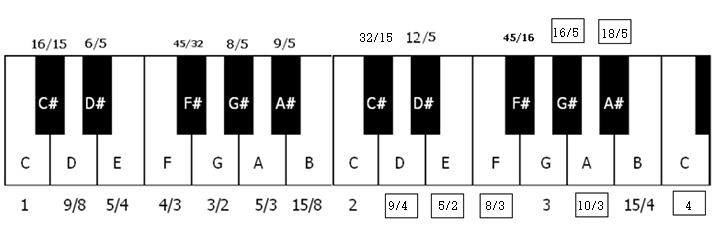 16/15 6/5 45/32 8/5 9/5 32/15 12/5 45/16 16/5 18/5
C# D# F# G# A# C# D# F# G# A#
C D E F G A B C D E F G A B C
1 9/8 5/4 4/3 3/2 5/3 15/8 2 9/4 5/2 8/3 3 10/3 15/4 4